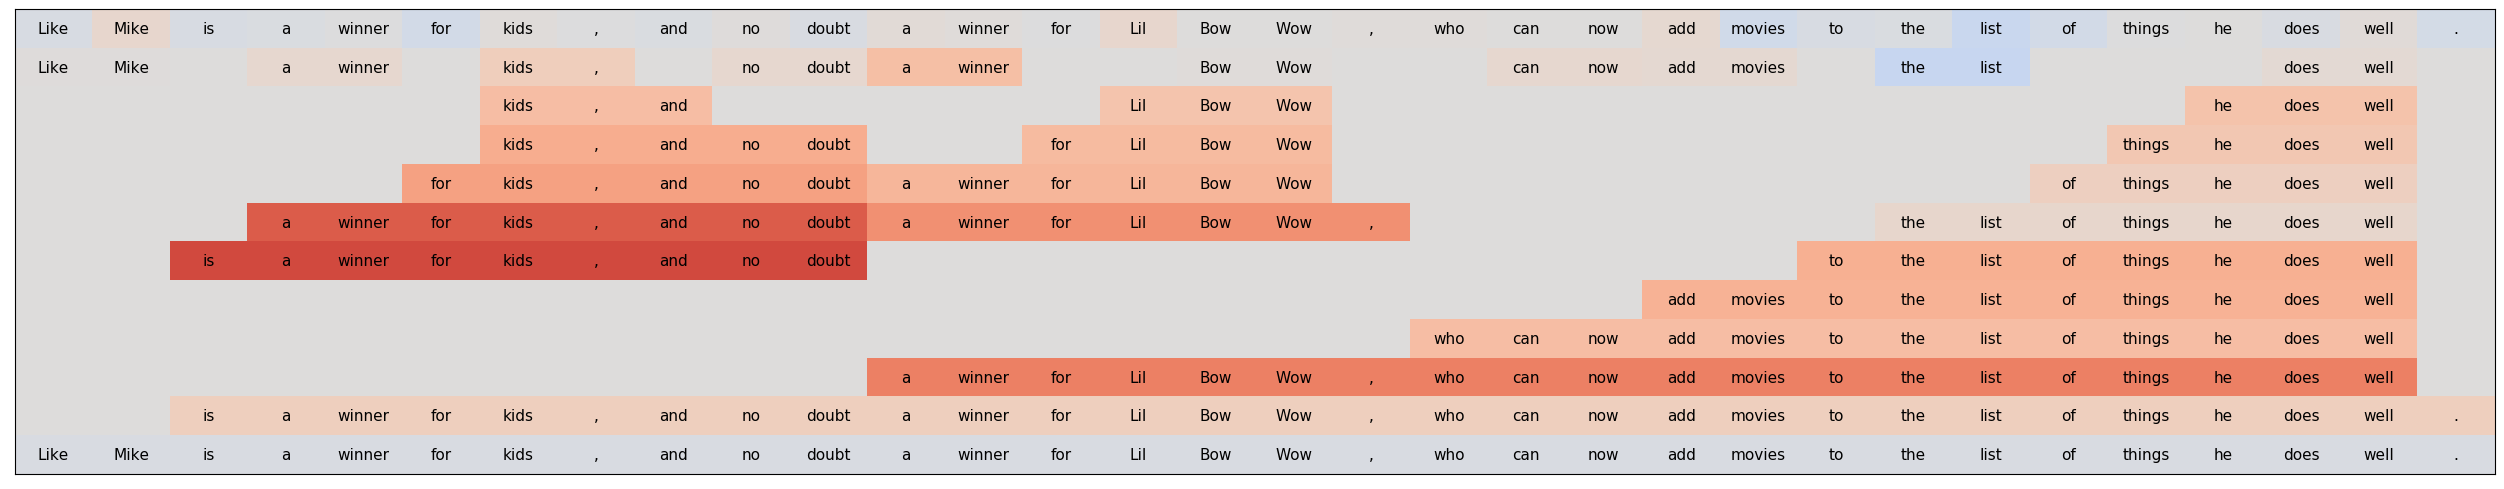 Like Mike is a winner for kids , and no doubt a winner for Lil Bow Wow , who can now add movies to the list of things he does well .
Like Mike a winner kids , no doubt a winner Bow Wow can now add movies the list does well
kids , and Lil Bow Wow he does well
kids , and no doubt for Lil Bow Wow things he does well
for kids , and no doubt a winner for Lil Bow Wow of things he does well
a winner for kids , and no doubt a winner for Lil Bow Wow , the list of things he does well
is a winner for kids , and no doubt to the list of things he does well
add movies to the list of things he does well
who can now add movies to the list of things he does well
a winner for Lil Bow Wow , who can now add movies to the list of things he does well
is a winner for kids , and no doubt a winner for Lil Bow Wow , who can now add movies to the list of things he does well .
Like Mike is a winner for kids , and no doubt a winner for Lil Bow Wow , who can now add movies to the list of things he does well .